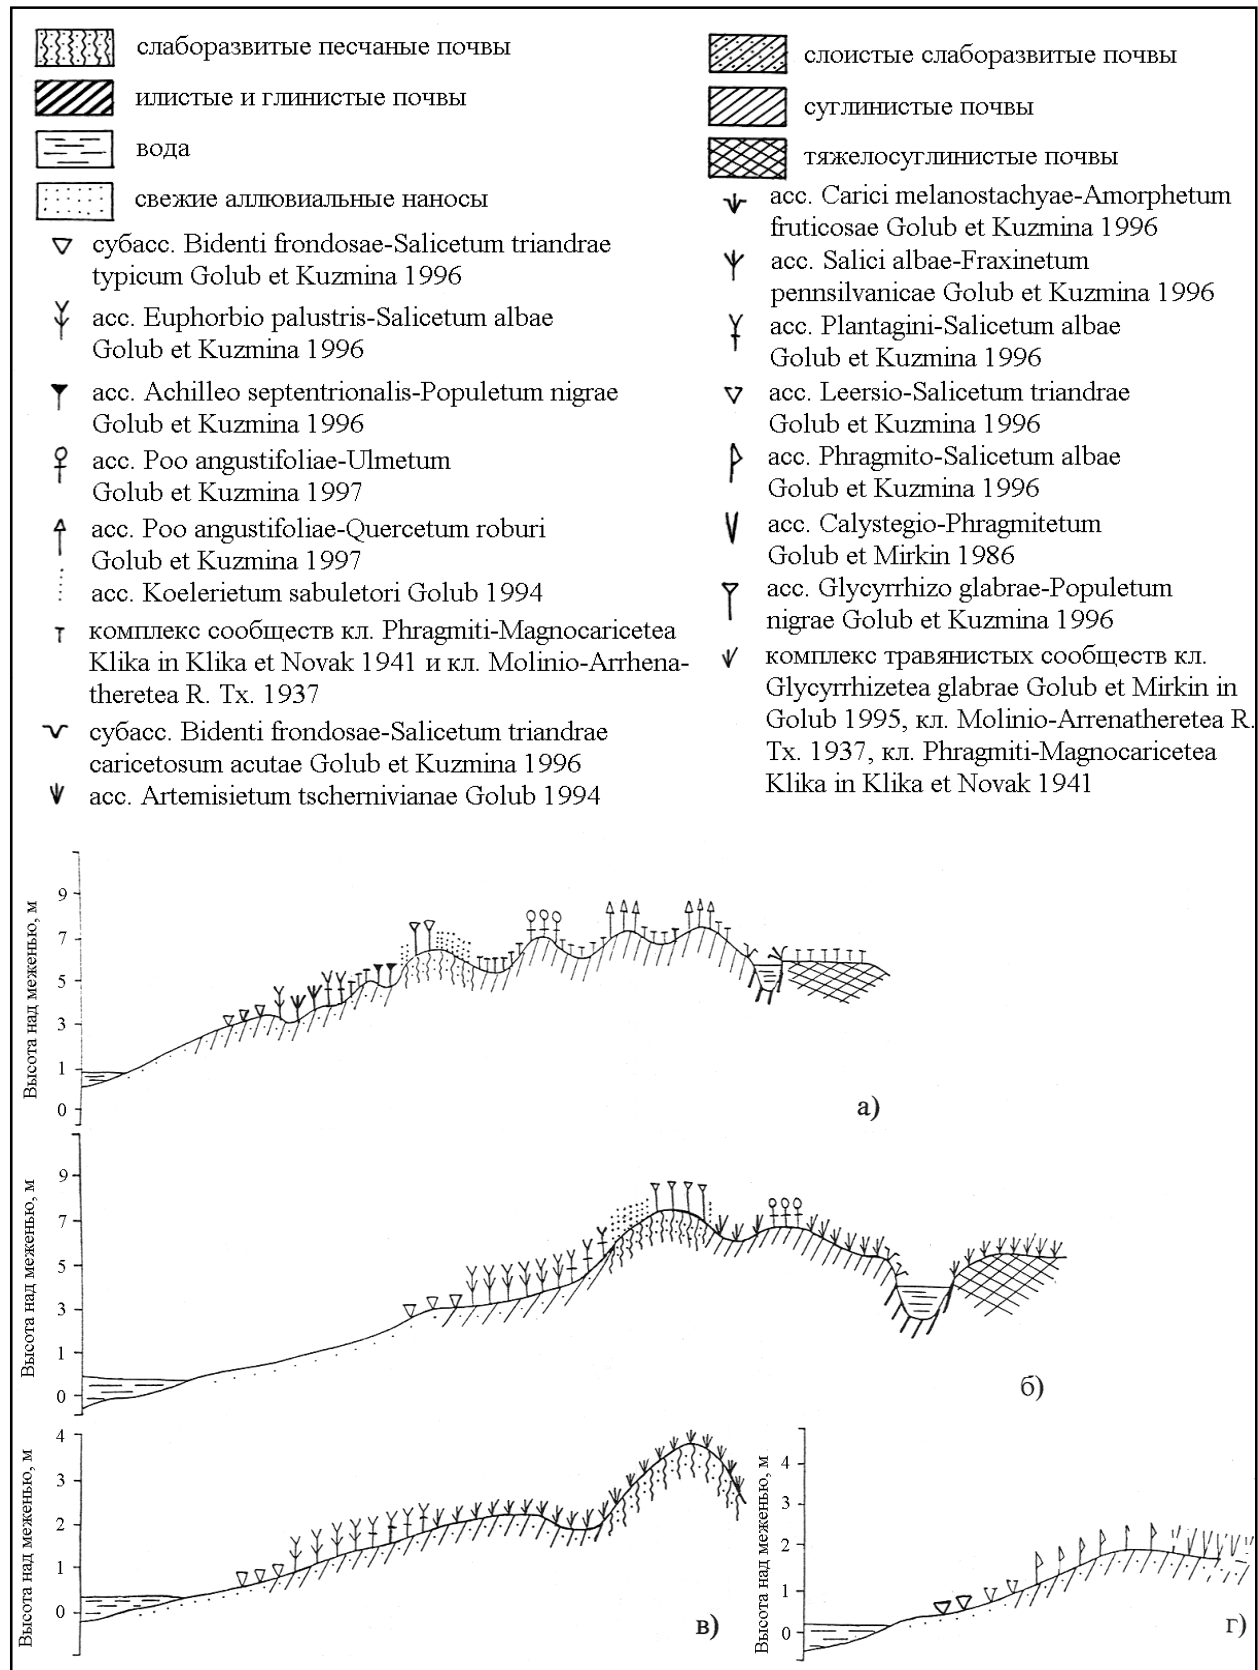 слаборазвитые песчаные почвы
илистые и глинистые почвы
вода
свежие аллювиальные наносы
субасс. Bidenti frondosae-Salicetum triandrae
typicum Golub et Kuzmina 1996
асс. Euphorbio palustris-Salicetum albae
Golub et Kuzmina 1996
асс. Achilleo septentrionalis-Populetum nigrae
Golub et Kuzmina 1996
асс. Poo angustifoliae-Ulmetum
Golub et Kuzmina 1997
асс. Poo angustifoliae-Quercetum roburi
Golub et Kuzmina 1997
асс. Koelerietum sabuletori Golub 1994
комплекс сообществ кл. Phragmiti-Magnocaricetea
Klika in Klika et Novak 1941 и кл. Molinio-Arrhena-
theretea R. Tx. 1937
субасс. Bidenti frondosae-Salicetum triandrae
caricetosum acutae Golub et Kuzmina 1996
асс. Artemisietum tschernivianae Golub 1994
слоистые слаборазвитые почвы
суглинистые почвы
тяжелосуглинистые почвы
асс. Carici melanostachyae-Amorphetum
fruticosae Golub et Kuzmina 1996
асс. Salici albae-Fraxinetum
pennsilvanicae Golub et Kuzmina 1996
асс. Plantagini-Salicetum albae
Golub et Kuzmina 1996
асс. Leersio-Salicetum triandrae
Golub et Kuzmina 1996
асс. Phragmito-Salicetum albae
Golub et Kuzmina 1996
асс. Calystegio-Phragmitetum
Golub et Mirkin 1986
асс. Glycyrrhizo glabrae-Populetum
nigrae Golub et Kuzmina 1996
комплекс травянистых сообществ кл.
Glycyrrhizetea glabrae Golub et Mirkin in
Golub 1995, кл. Molinio-Arrenatheretea R.
Tx. 1937, кл. Phragmiti-Magnocaricetea
Klika in Klika et Novak 1941
Высота над меженью, м
9
7
5
3
1
0
а)
Высота над меженью, м
9
7
5
3
1
0
б)
Высота над меженью, м
4
3
2
1
0
в)
Высота над меженью, м
4
3
2
1
0
г)